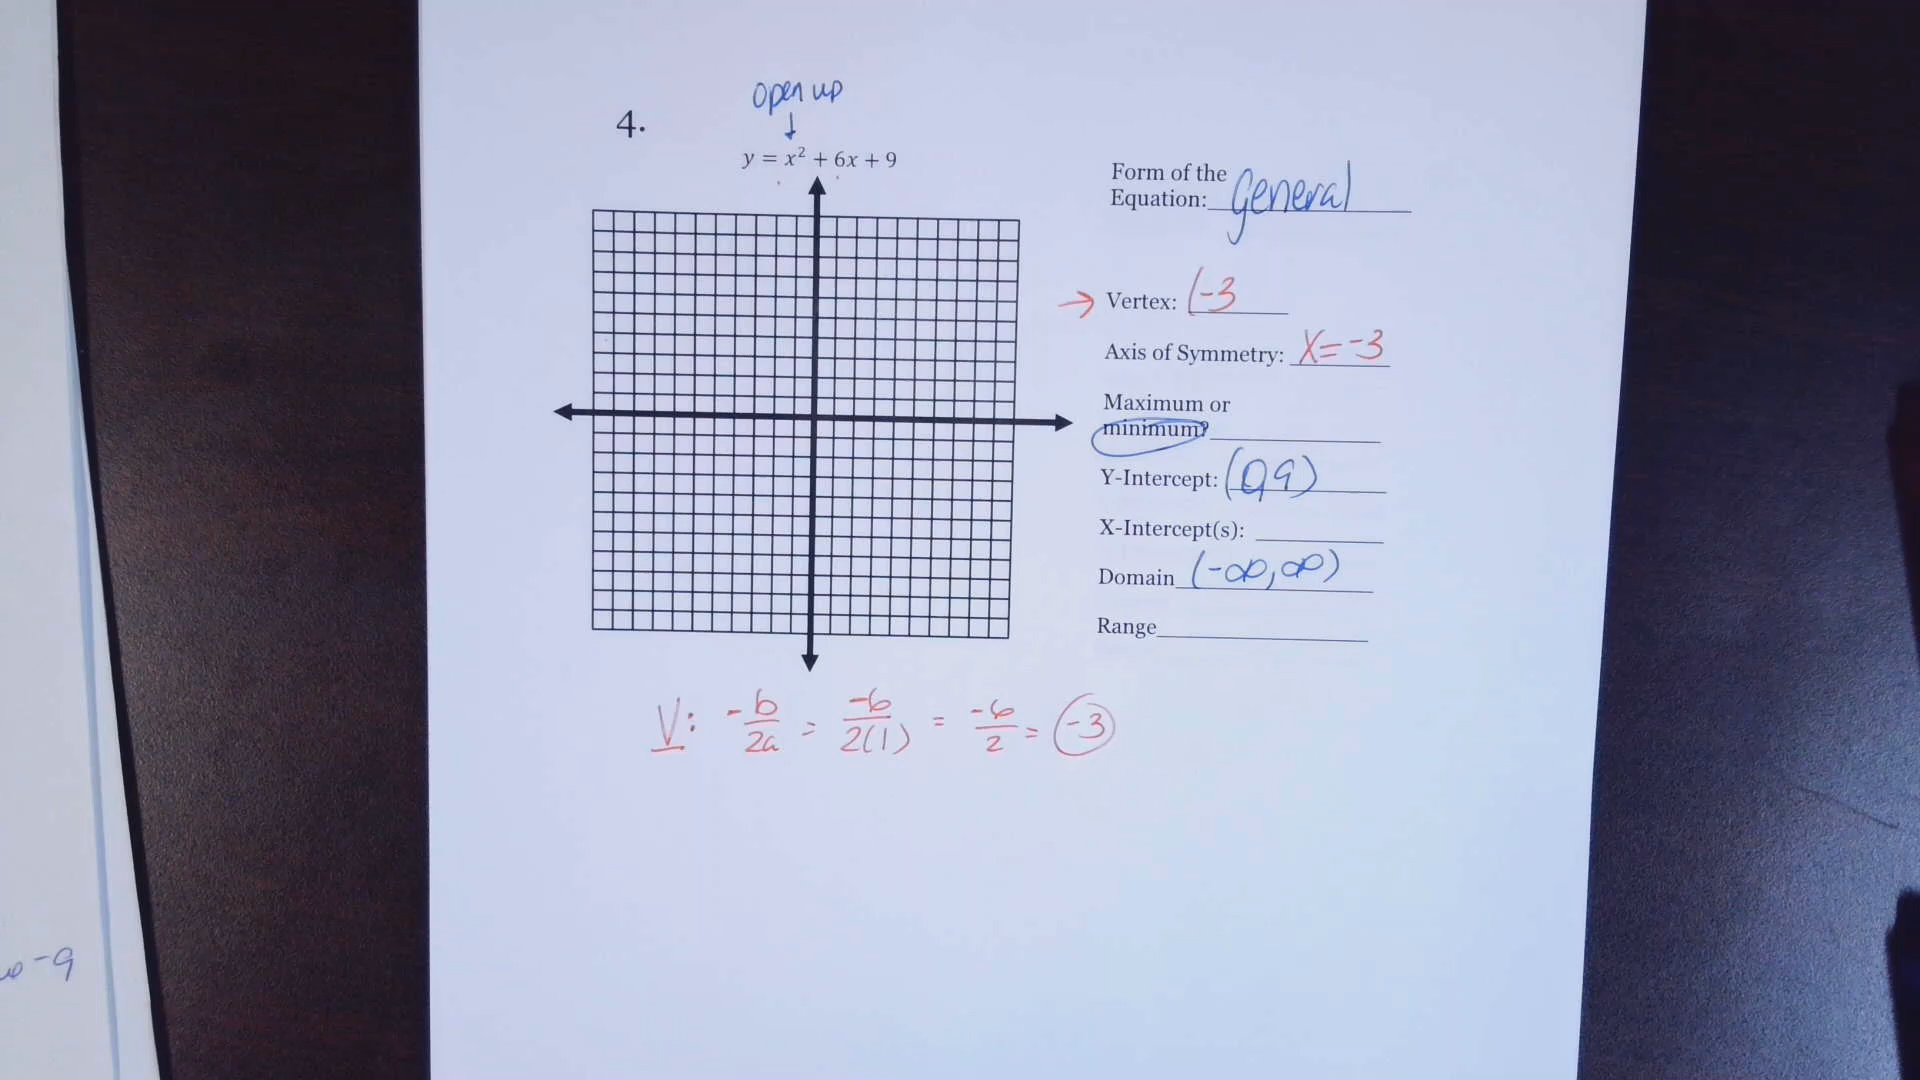 open up
4.
y = x² + 6x + 9
Form of the
Equation: general
→ Vertex: (-3
Axis of Symmetry: X = -3
Maximum or
minimum?
Y-Intercept: (0,9)
X-Intercept(s):
Domain (-∞, ∞)
Range
V: -b/2a = -6/2(1) = -6/2 = -3